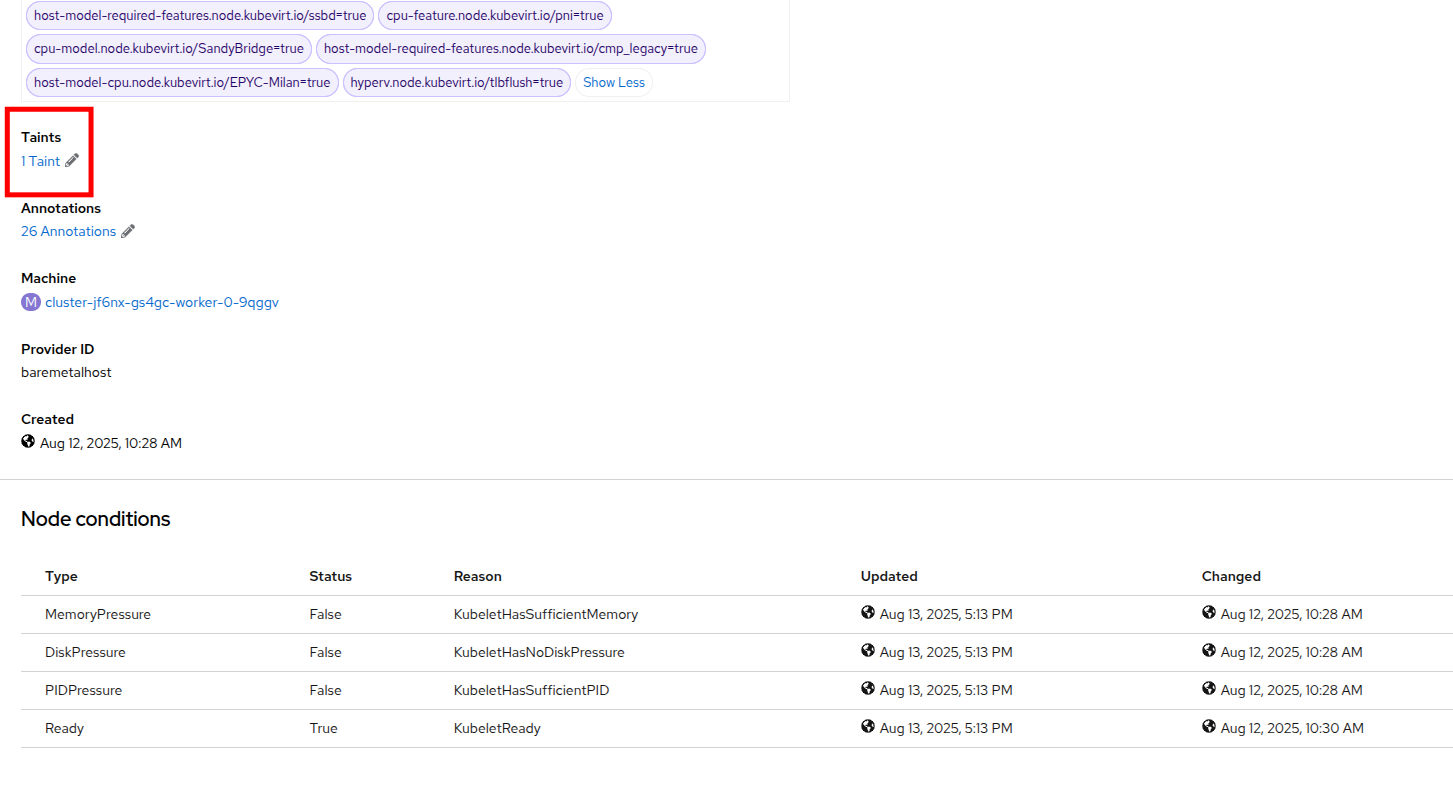 host-model-required-features.node.kubevirt.io/ssbd=true cpu-feature.node.kubevirt.io/pni=true
cpu-model.node.kubevirt.io/SandyBridge=true host-model-required-features.node.kubevirt.io/cmp_legacy=true
host-model-cpu.node.kubevirt.io/EPYC-Milan=true hyperv.node.kubevirt.io/tlbflush=true Show Less
Taints
1 Taint
Annotations
26 Annotations
Machine
M cluster-jf6nx-gs4gc-worker-0-9qggv
Provider ID
baremetalhost
Created
Aug 12, 2025, 10:28 AM
Node conditions
Type Status Reason Updated Changed
MemoryPressure False KubeletHasSufficientMemory Aug 13, 2025, 5:13 PM Aug 12, 2025, 10:28 AM
DiskPressure False KubeletHasNoDiskPressure Aug 13, 2025, 5:13 PM Aug 12, 2025, 10:28 AM
PIDPressure False KubeletHasSufficientPID Aug 13, 2025, 5:13 PM Aug 12, 2025, 10:28 AM
Ready True KubeletReady Aug 13, 2025, 5:13 PM Aug 12, 2025, 10:30 AM